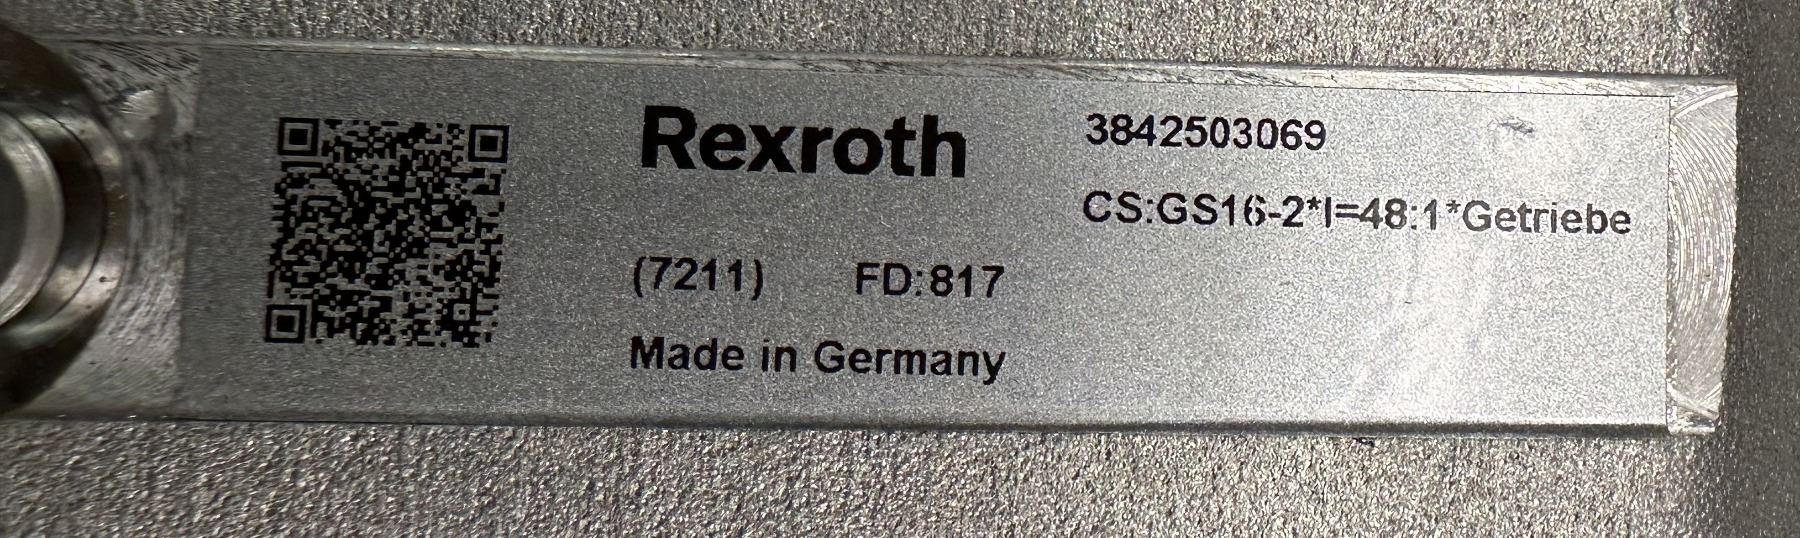 Rexroth
3842503069
CS:GS16-2*I=48:1*Getriebe
(7211) FD:817
Made in Germany